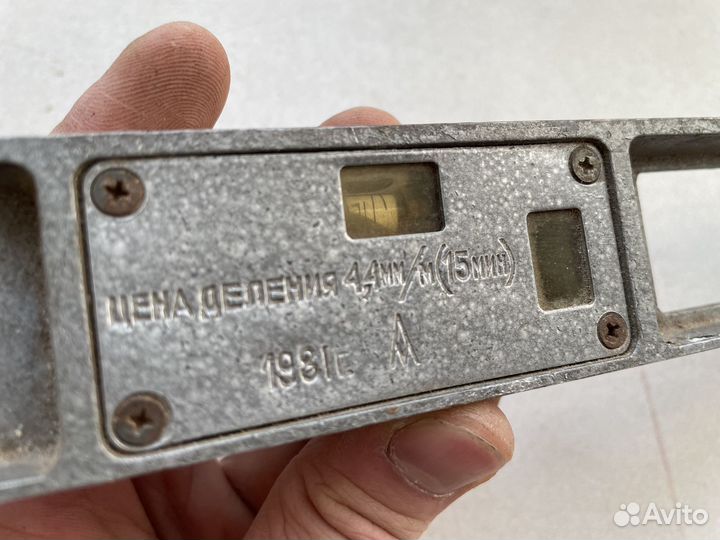 ЦЕНА ДЕЛЕНИЯ 4,4ММ/М(15МИН)
1981Г.
Avito